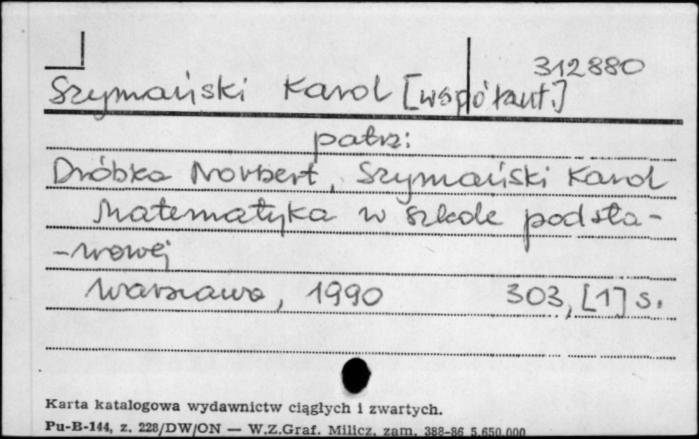 312880
Szymański Karol [współaut.]
patrz:
Dróbka Norbert, Szymański Karol
Matematyka w szkole podsta-
-wowej
Warszawa, 1990 303, [1] s.
Karta katalogowa wydawnictw ciągłych i zwartych.
Pu-B-144, z. 228/DW/ON — W.Z.Graf. Milicz, zam. 388-86 5.650.000